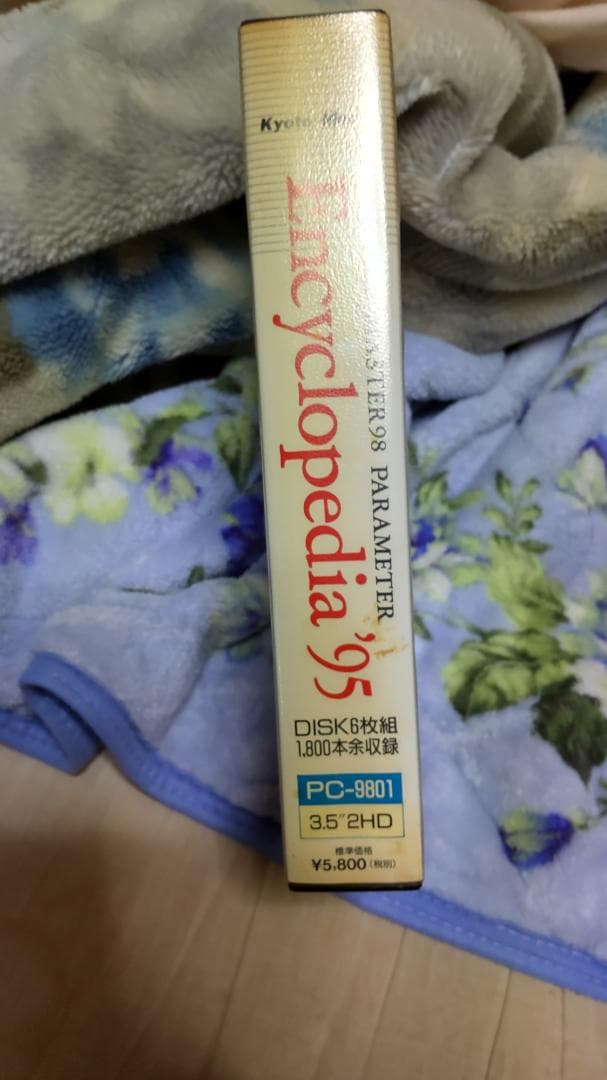 Kyoto
Encyclopedia '95
PARAMETER
DISK6枚組
1,800本余収録
PC-9801
3.5"2HD
標準価格
¥5,800(税別)